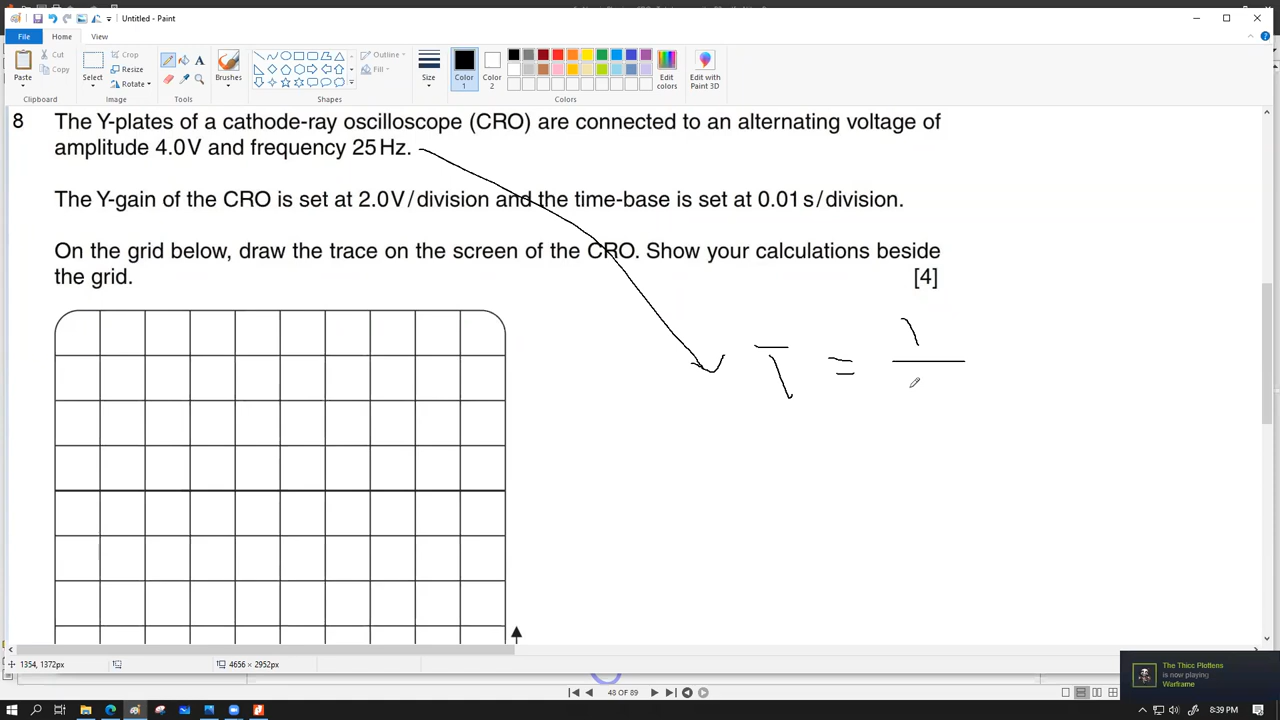 Untitled - Paint
File Home View
Paste
Cut
Copy
Clipboard
Select
Crop
Resize
Rotate
Image
Tools
Brushes
Outline
Fill
Shapes
Size
Color 1
Color 2
Edit colors
Edit with Paint 3D
Colors
8 The Y-plates of a cathode-ray oscilloscope (CRO) are connected to an alternating voltage of
amplitude 4.0V and frequency 25Hz.
The Y-gain of the CRO is set at 2.0V/division and the time-base is set at 0.01s/division.
On the grid below, draw the trace on the screen of the CRO. Show your calculations beside
the grid. [4]
T =
1354, 1372px
4656 × 2952px
The Thicc Plottens
is now playing
Warframe
48 OF 89
8:39 PM